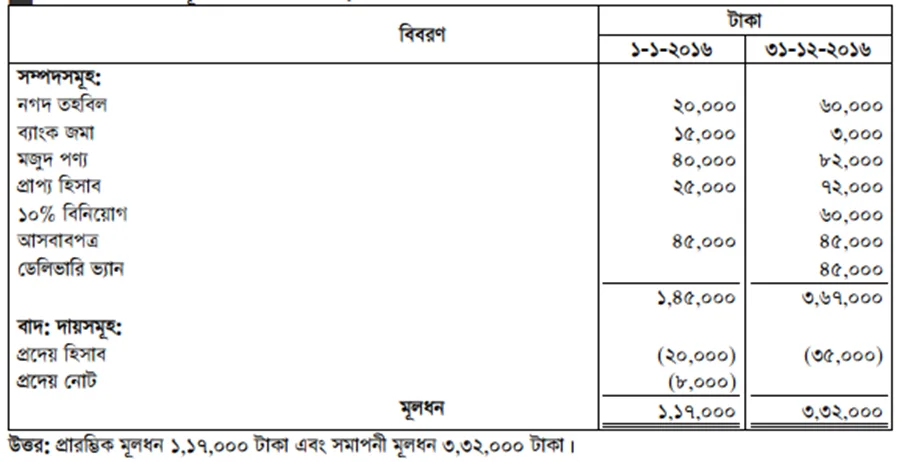 বিবরণ টাকা
১-১-২০১৬ ৩১-১২-২০১৬
সম্পদসমূহ:
নগদ তহবিল ২০,০০০ ৬০,০০০
ব্যাংক জমা ১৫,০০০ ৩,০০০
মজুদ পণ্য ৪০,০০০ ৮২,০০০
প্রাপ্য হিসাব ২৫,০০০ ৭২,০০০
১০% বিনিয়োগ ৬০,০০০
আসবাবপত্র ৪৫,০০০ ৪৫,০০০
ডেলিভারি ভ্যান ৪৫,০০০
১,৪৫,০০০ ৩,৬৭,০০০
বাদ: দায়সমূহ:
প্রদেয় হিসাব (২০,০০০) (৩৫,০০০)
প্রদেয় নোট (৮,০০০)
মূলধন ১,১৭,০০০ ৩,৩২,০০০
উত্তর: প্রারম্ভিক মূলধন ১,১৭,০০০ টাকা এবং সমাপনী মূলধন ৩,৩২,০০০ টাকা।